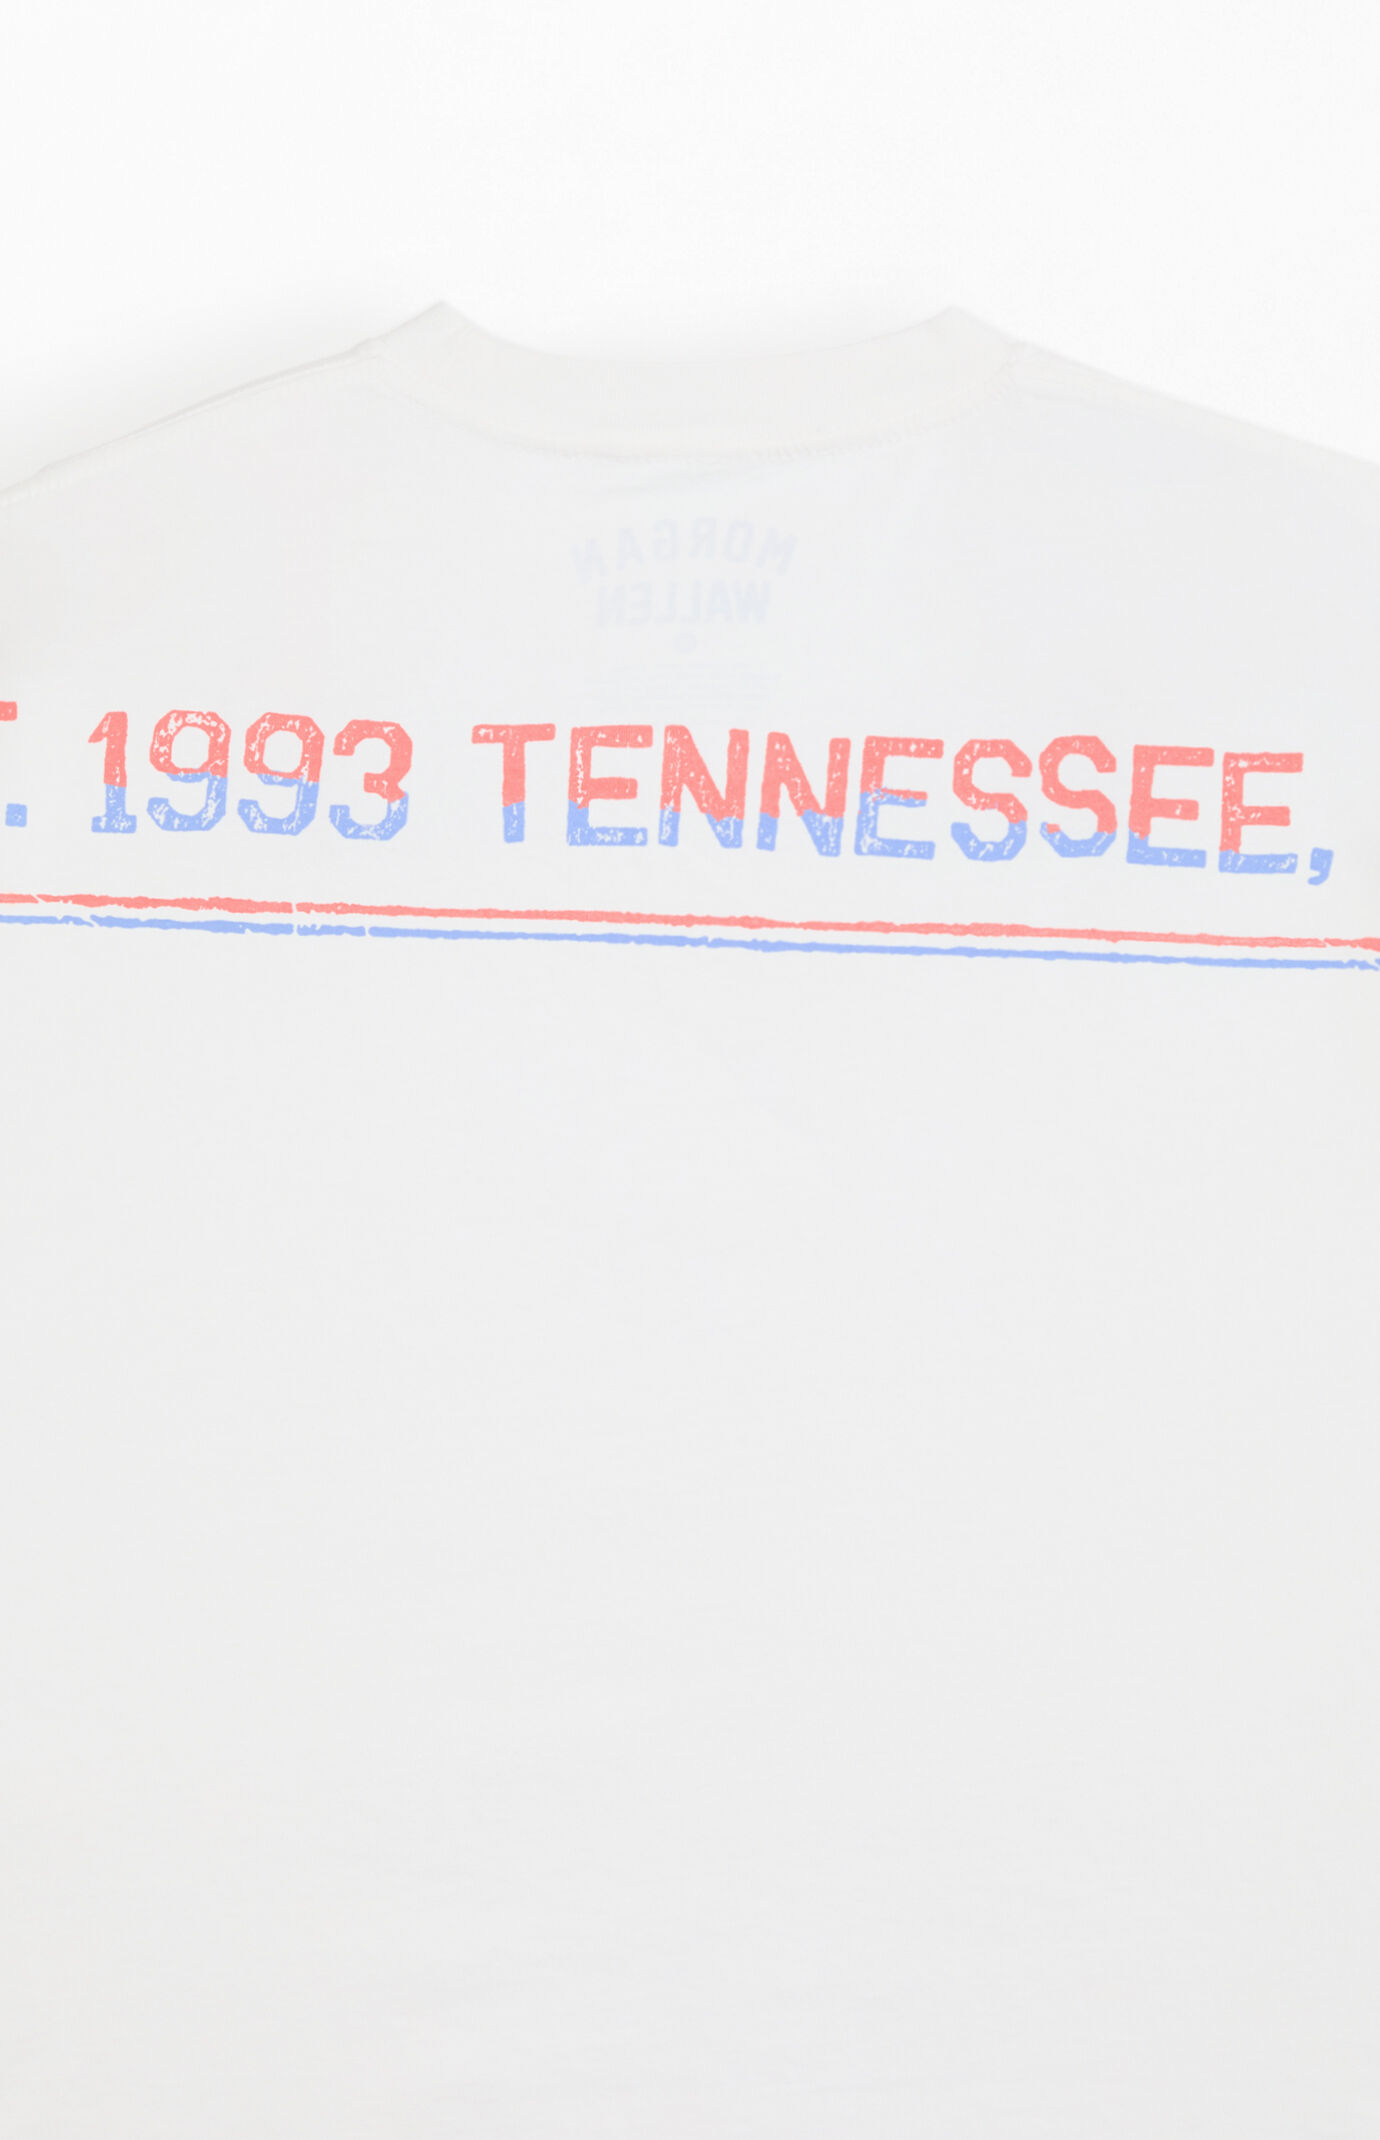 MORGAN
WALLEN
T. 1993 TENNESSEE,